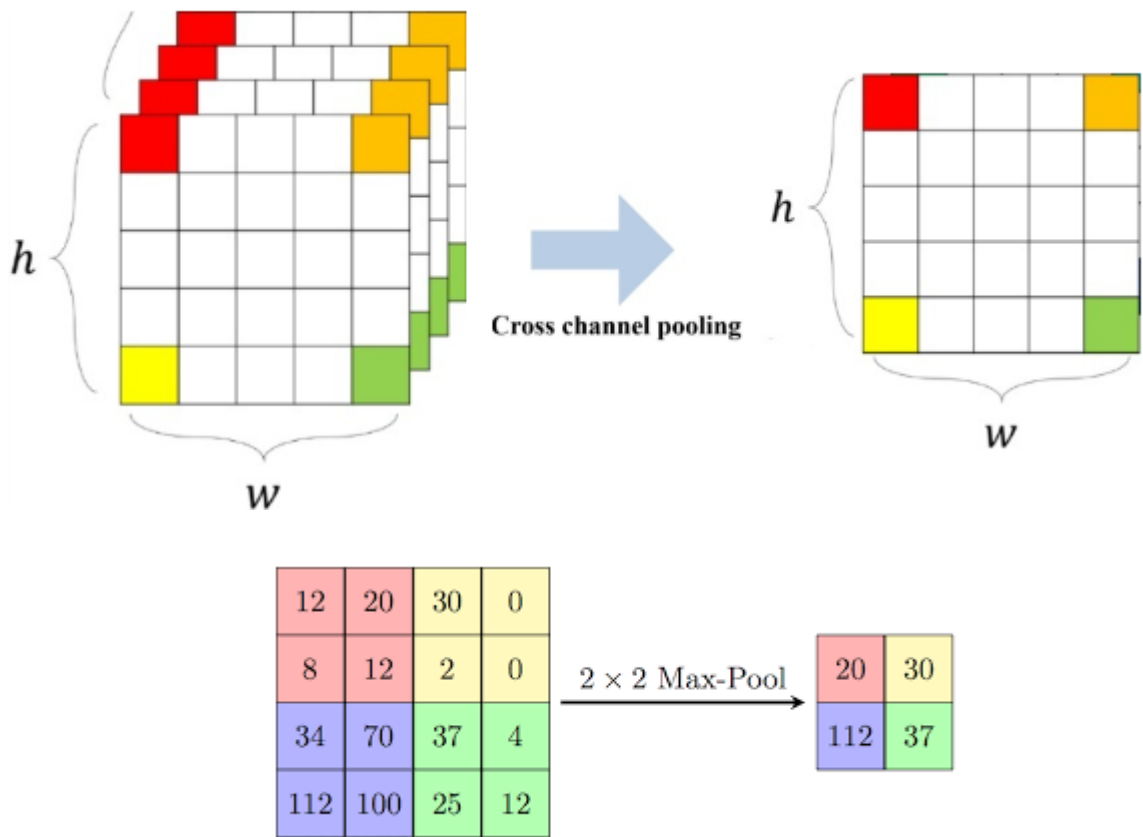 h
h
Cross channel pooling
w
w
12 20 30 0
8 12 2 0
34 70 37 4
112 100 25 12
2 × 2 Max-Pool
20 30
112 37